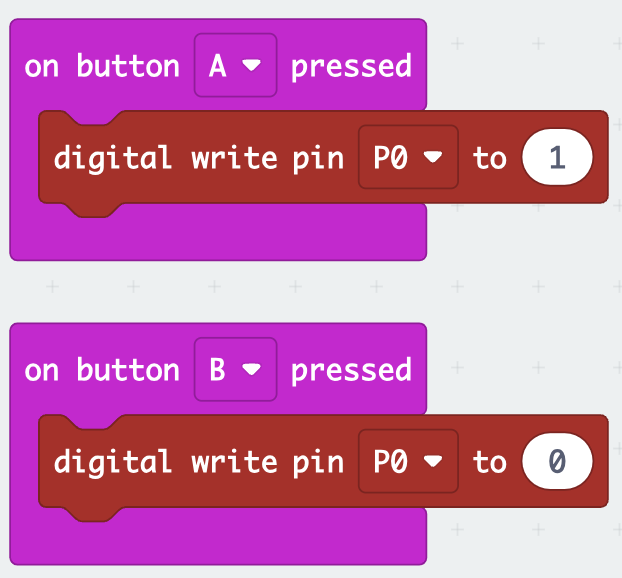 on button A pressed
digital write pin P0 to 1
on button B pressed
digital write pin P0 to 0